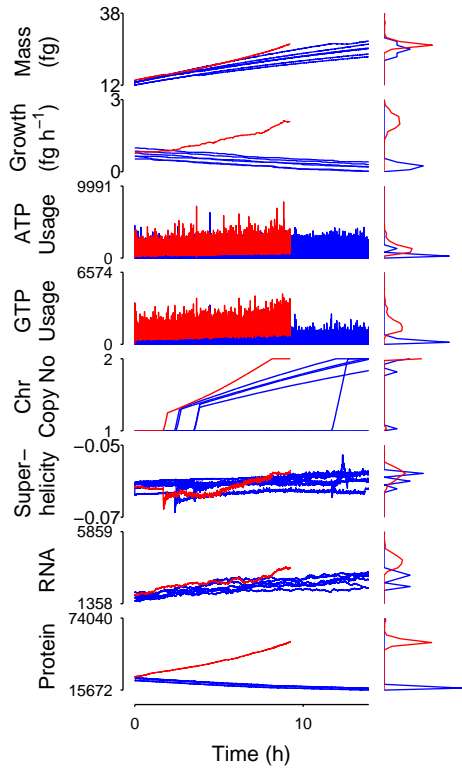 38
Mass
(fg)
12
3
Growth
(fg h⁻¹)
0
9991
ATP
Usage
0
6574
GTP
Usage
0
2
Chr
Copy No
1
−0.05
Super−
helicity
−0.07
5859
RNA
1358
74040
Protein
15672
0 10
Time (h)